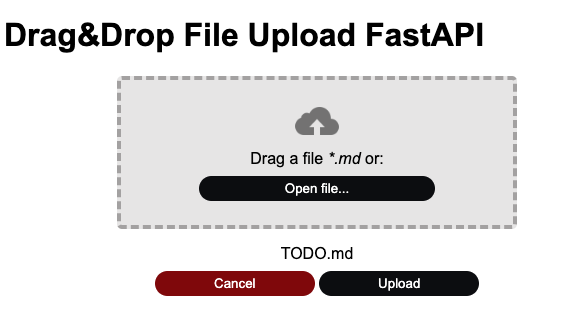 Drag&Drop File Upload FastAPI
Drag a file *.md or:
Open file...
TODO.md
Cancel Upload